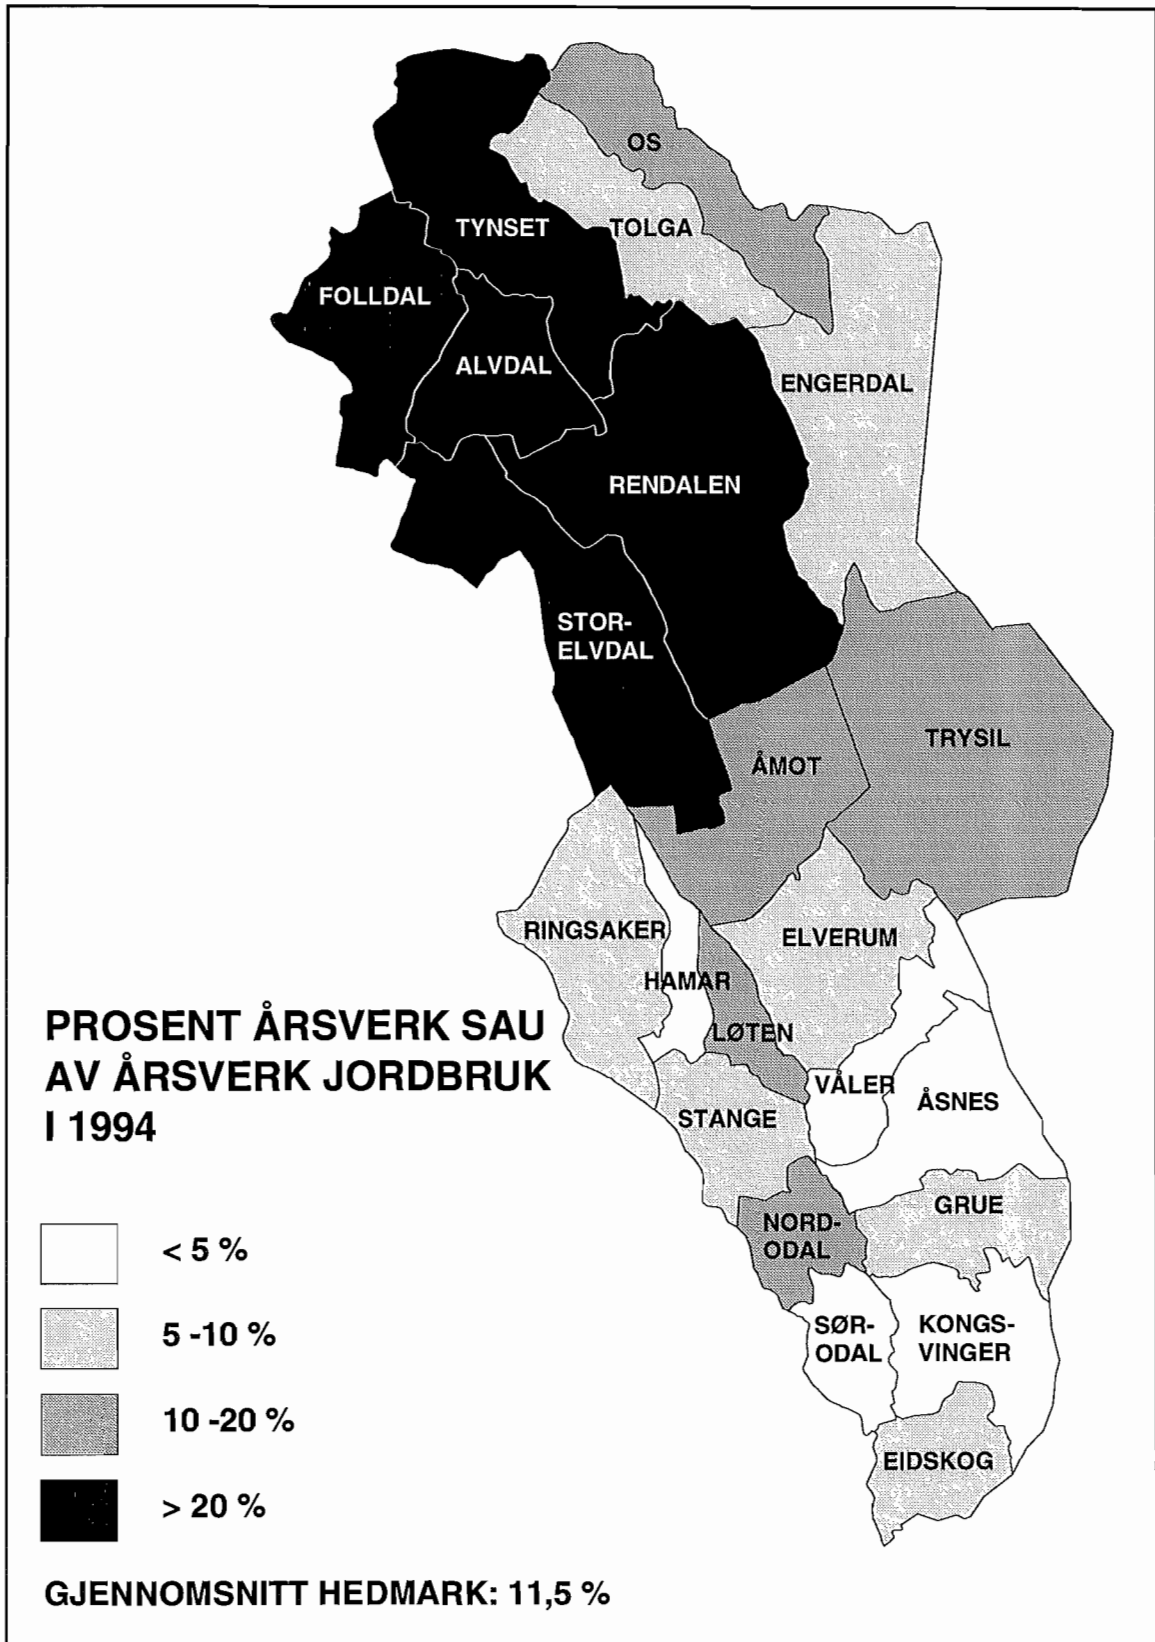 OS
TYNSET
TOLGA
FOLLDAL
ALVDAL
ENGERDAL
RENDALEN
STOR-
ELVDAL
TRYSIL
ÅMOT
RINGSAKER
ELVERUM
HAMAR
LØTEN
VÅLER
ÅSNES
STANGE
GRUE
NORD-
ODAL
SØR-
ODAL
KONGS-
VINGER
EIDSKOG
PROSENT ÅRSVERK SAU
AV ÅRSVERK JORDBRUK
I 1994
< 5 %
5 -10 %
10 -20 %
> 20 %
GJENNOMSNITT HEDMARK: 11,5 %